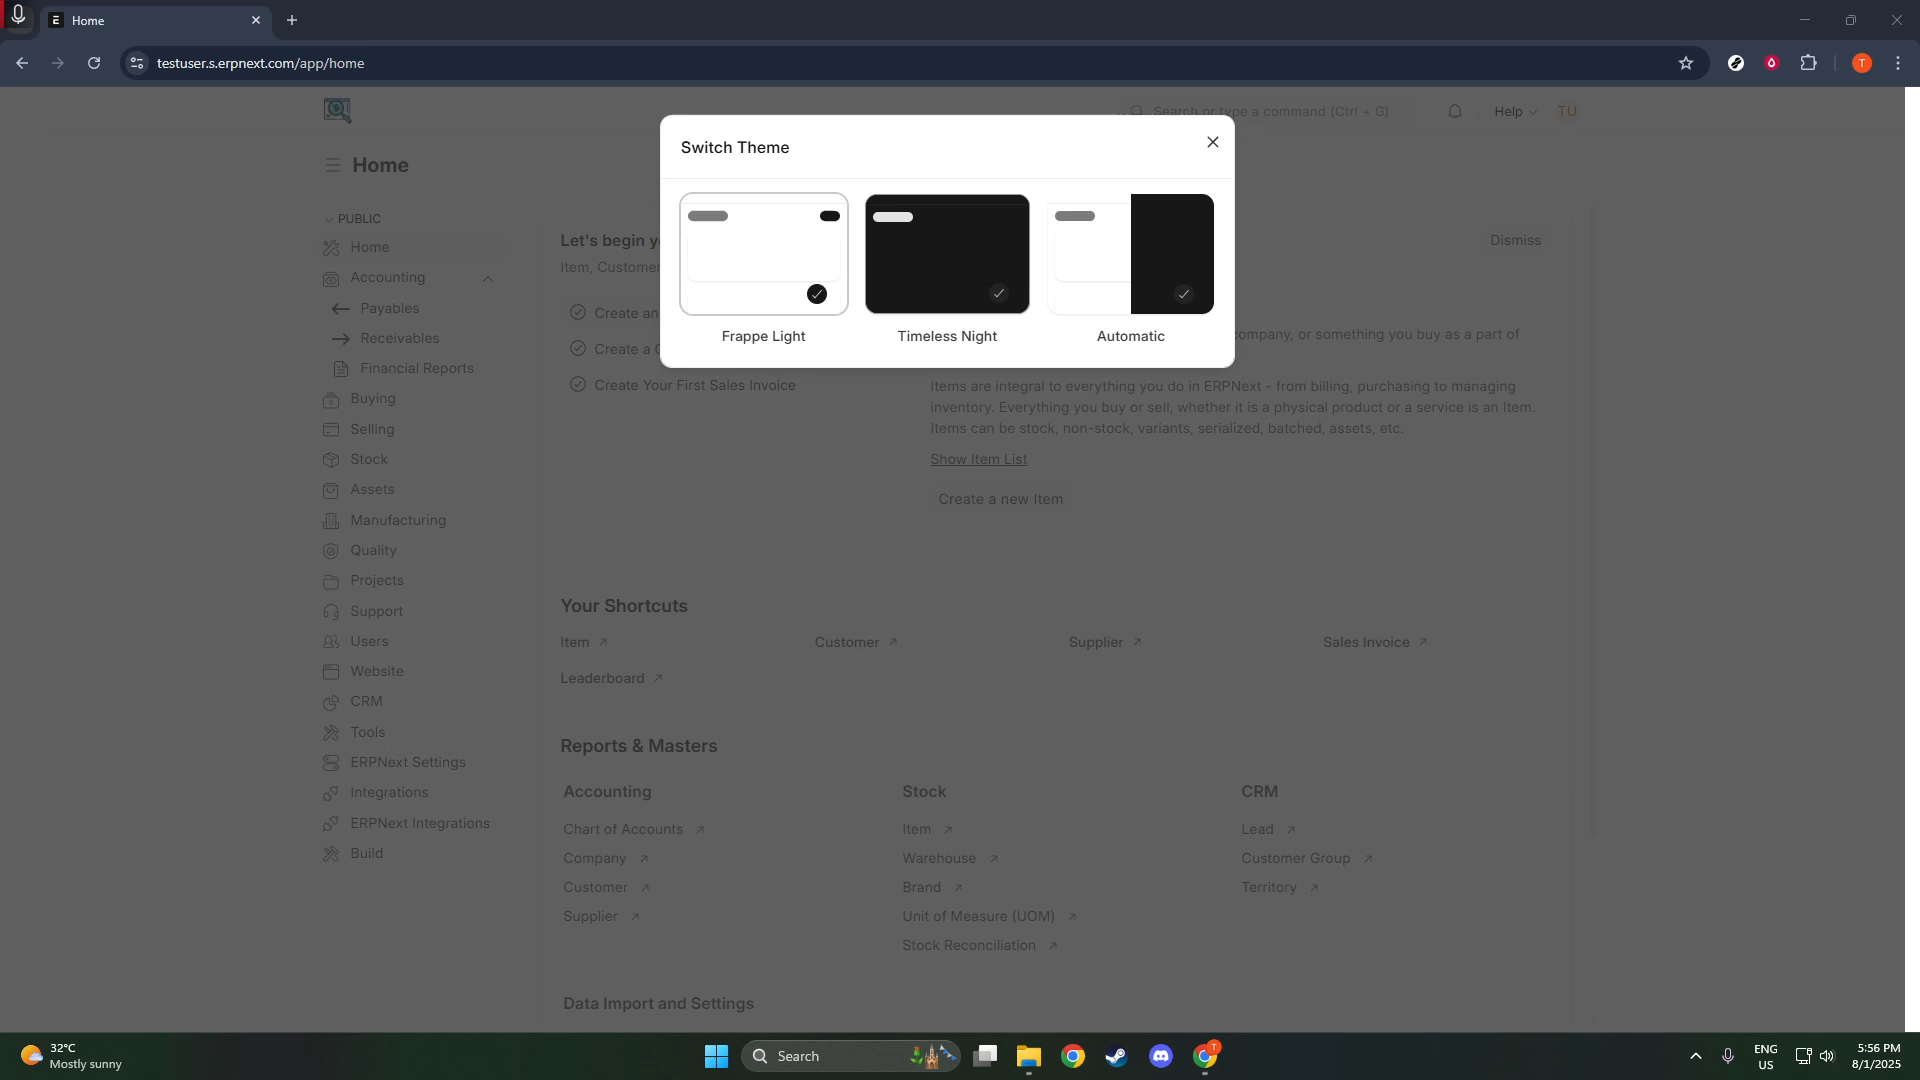 Home
testuser.s.erpnext.com/app/home
T
Search or type a command (Ctrl + G)
Help
TU
Switch Theme
Frappe Light
Timeless Night
Automatic
Home
PUBLIC
Home
Accounting
Payables
Receivables
Financial Reports
Buying
Selling
Stock
Assets
Manufacturing
Quality
Projects
Support
Users
Website
CRM
Tools
ERPNext Settings
Integrations
ERPNext Integrations
Build
Let's begin
Dismiss
Item, Customer
Create an
Create a
Create Your First Sales Invoice
company, or something you buy as a part of
Items are integral to everything you do in ERPNext - from billing, purchasing to managing
inventory. Everything you buy or sell, whether it is a physical product or a service is an Item.
Items can be stock, non-stock, variants, serialized, batched, assets, etc.
Show Item List
Create a new Item
Your Shortcuts
Item
Customer
Supplier
Sales Invoice
Leaderboard
Reports & Masters
Accounting
Chart of Accounts
Company
Customer
Supplier
Stock
Item
Warehouse
Brand
Unit of Measure (UOM)
Stock Reconciliation
CRM
Lead
Customer Group
Territory
Data Import and Settings
32°C
Mostly sunny
Search
T
ENG
US
5:56 PM
8/1/2025